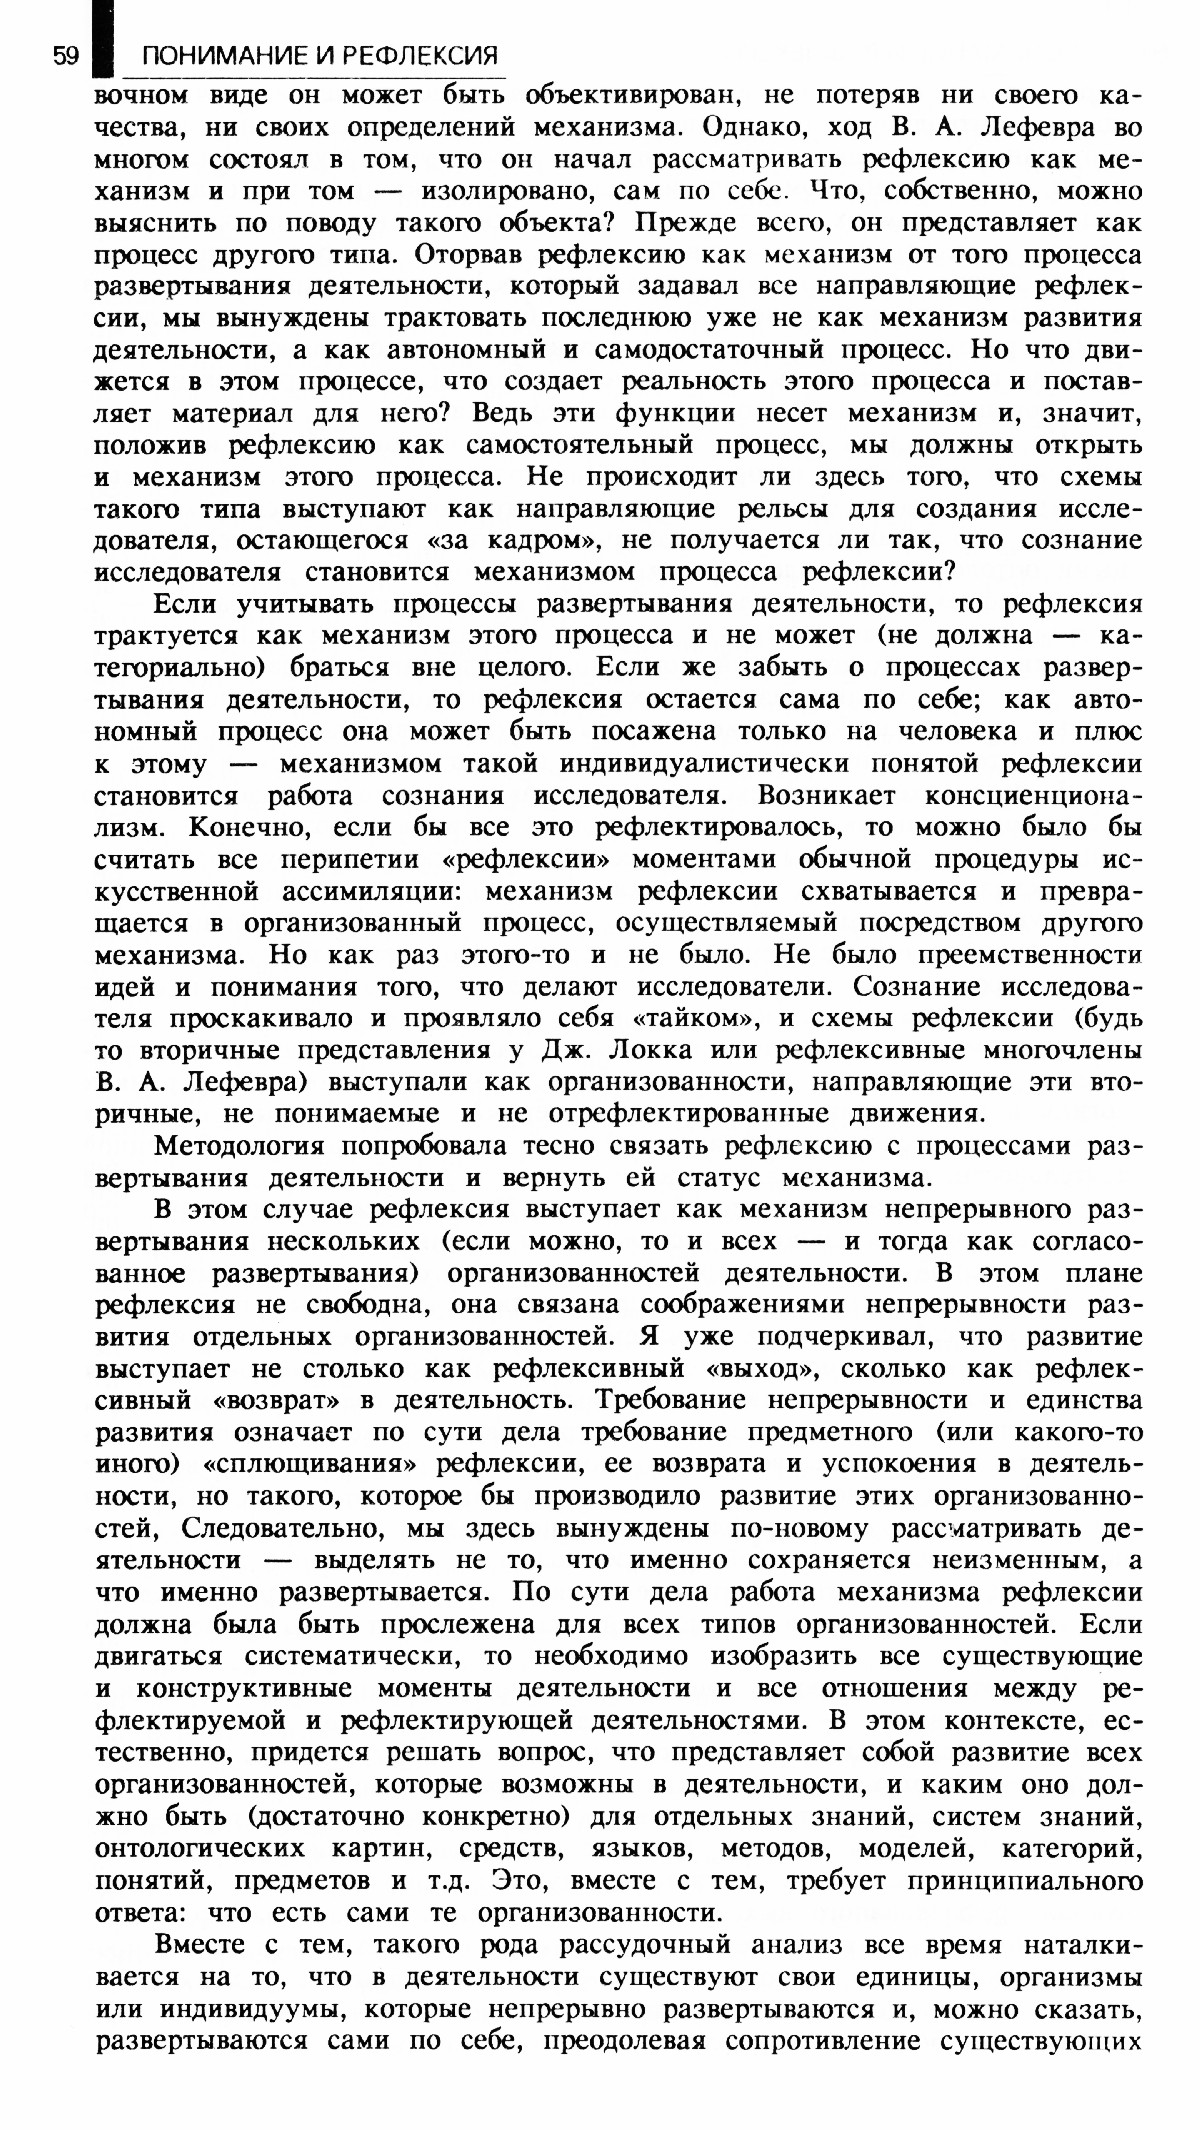 59 ПОНИМАНИЕ И РЕФЛЕКСИЯ
вочном виде он может быть объективирован, не потеряв ни своего ка-
чества, ни своих определений механизма. Однако, ход В. А. Лефевра во
многом состоял в том, что он начал рассматривать рефлексию как ме-
ханизм и при том — изолировано, сам по себе. Что, собственно, можно
выяснить по поводу такого объекта? Прежде всего, он представляет как
процесс другого типа. Оторвав рефлексию как механизм от того процесса
развертывания деятельности, который задавал все направляющие рефлек-
сии, мы вынуждены трактовать последнюю уже не как механизм развития
деятельности, а как автономный и самодостаточный процесс. Но что дви-
жется в этом процессе, что создает реальность этого процесса и постав-
ляет материал для него? Ведь эти функции несет механизм и, значит,
положив рефлексию как самостоятельный процесс, мы должны открыть
и механизм этого процесса. Не происходит ли здесь того, что схемы
такого типа выступают как направляющие рельсы для создания иссле-
дователя, остающегося «за кадром», не получается ли так, что сознание
исследователя становится механизмом процесса рефлексии?
Если учитывать процессы развертывания деятельности, то рефлексия
трактуется как механизм этого процесса и не может (не должна — ка-
тегориально) браться вне целого. Если же забыть о процессах развер-
тывания деятельности, то рефлексия остается сама по себе; как авто-
номный процесс она может быть посажена только на человека и плюс
к этому — механизмом такой индивидуалистически понятой рефлексии
становится работа сознания исследователя. Возникает консциенциона-
лизм. Конечно, если бы все это рефлектировалось, то можно было бы
считать все перипетии «рефлексии» моментами обычной процедуры ис-
кусственной ассимиляции: механизм рефлексии схватывается и превра-
щается в организованный процесс, осуществляемый посредством другого
механизма. Но как раз этого-то и не было. Не было преемственности
идей и понимания того, что делают исследователи. Сознание исследова-
теля проскакивало и проявляло себя «тайком», и схемы рефлексии (будь
то вторичные представления у Дж. Локка или рефлексивные многочлены
В. А. Лефевра) выступали как организованности, направляющие эти вто-
ричные, не понимаемые и не отрефлектированные движения.
Методология попробовала тесно связать рефлексию с процессами раз-
вертывания деятельности и вернуть ей статус механизма.
В этом случае рефлексия выступает как механизм непрерывного раз-
вертывания нескольких (если можно, то и всех — и тогда как согласо-
ванное развертывания) организованностей деятельности. В этом плане
рефлексия не свободна, она связана соображениями непрерывности раз-
вития отдельных организованностей. Я уже подчеркивал, что развитие
выступает не столько как рефлексивный «выход», сколько как рефлек-
сивный «возврат» в деятельность. Требование непрерывности и единства
развития означает по сути дела требование предметного (или какого-то
иного) «сплющивания» рефлексии, ее возврата и успокоения в деятель-
ности, но такого, которое бы производило развитие этих организованно-
стей, Следовательно, мы здесь вынуждены по-новому рассматривать де-
ятельности — выделять не то, что именно сохраняется неизменным, а
что именно развертывается. По сути дела работа механизма рефлексии
должна была быть прослежена для всех типов организованностей. Если
двигаться систематически, то необходимо изобразить все существующие
и конструктивные моменты деятельности и все отношения между ре-
флектируемой и рефлектирующей деятельностями. В этом контексте, ес-
тественно, придется решать вопрос, что представляет собой развитие всех
организованностей, которые возможны в деятельности, и каким оно дол-
жно быть (достаточно конкретно) для отдельных знаний, систем знаний,
онтологических картин, средств, языков, методов, моделей, категорий,
понятий, предметов и т.д. Это, вместе с тем, требует принципиального
ответа: что есть сами те организованности.
Вместе с тем, такого рода рассудочный анализ все время наталки-
вается на то, что в деятельности существуют свои единицы, организмы
или индивидуумы, которые непрерывно развертываются и, можно сказать,
развертываются сами по себе, преодолевая сопротивление существующих